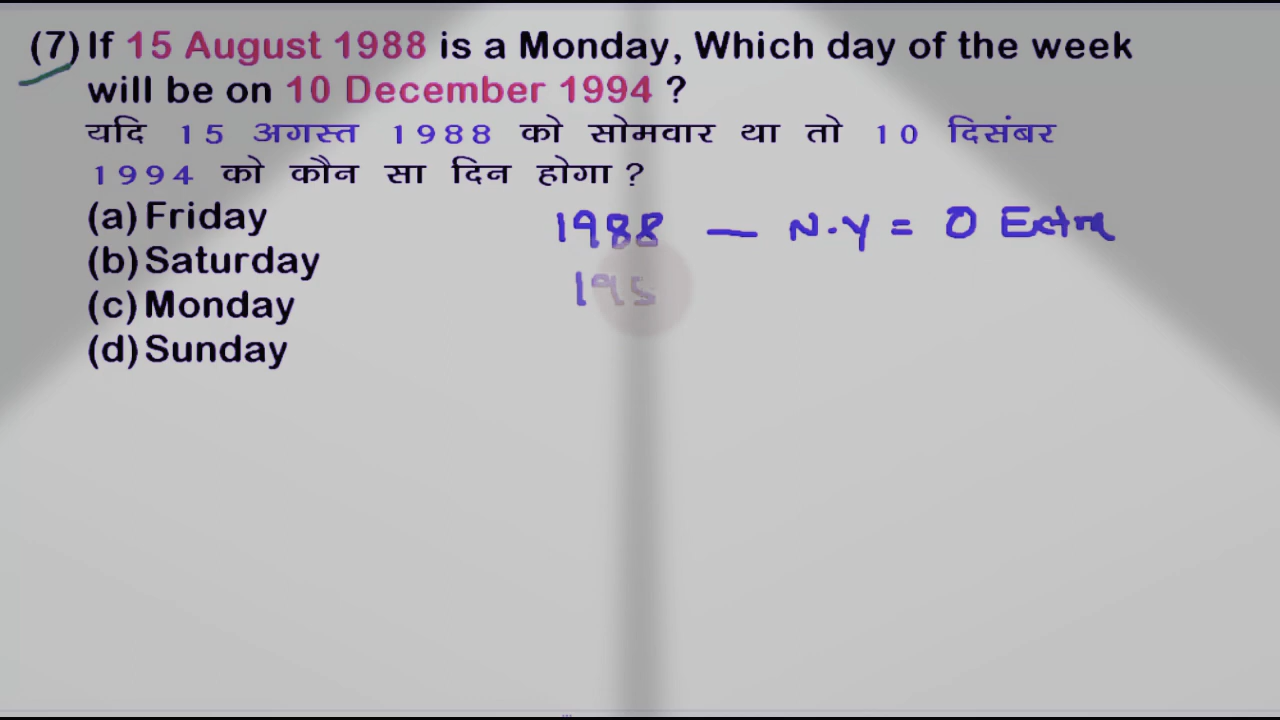 (7) If 15 August 1988 is a Monday, Which day of the week
will be on 10 December 1994 ?
यदि 15 अगस्त 1988 को सोमवार था तो 10 दिसंबर
1994 को कौन सा दिन होगा ?
(a) Friday
(b) Saturday
(c) Monday
(d) Sunday
1988 — N.Y = 0 Extra
195